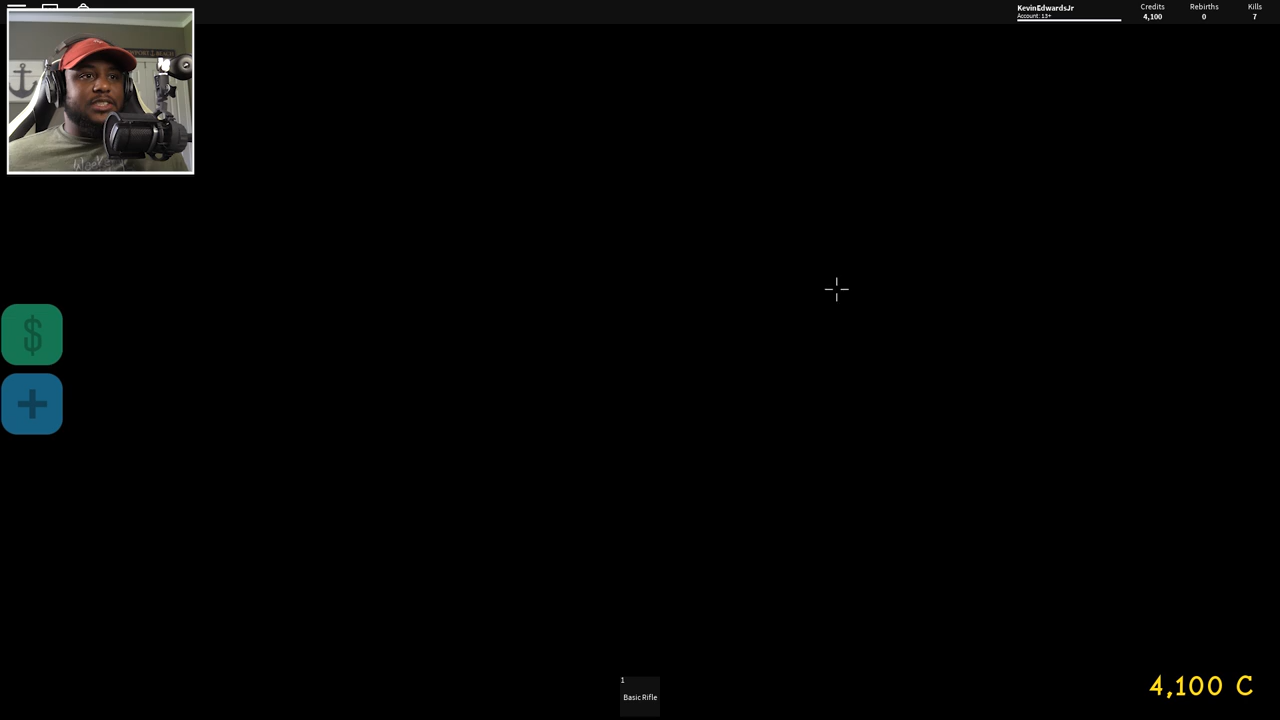 KevinEdwardsJr
Account: 13+
Credits
4,100
Rebirths
0
Kills
7
$
1
Basic Rifle
4,100 C